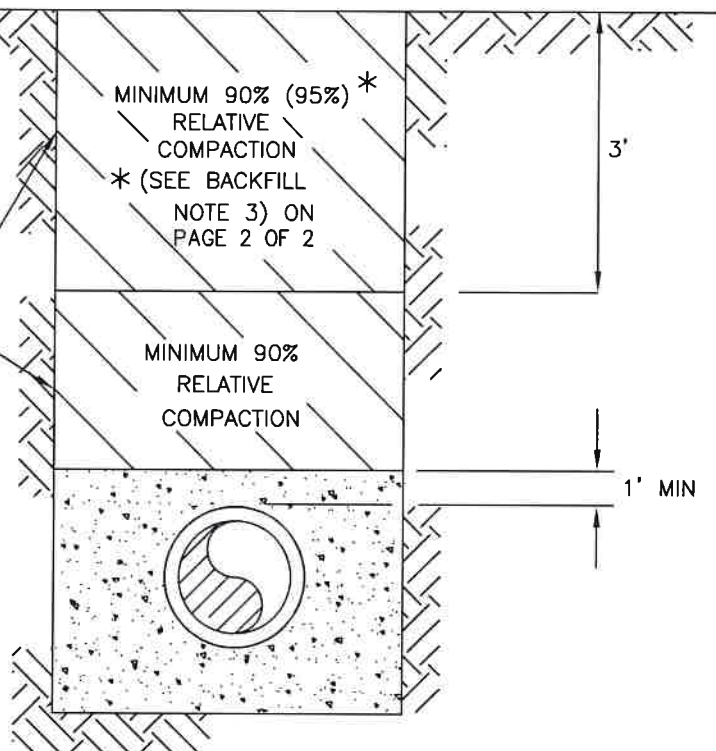 MINIMUM 90% (95%) *
RELATIVE
COMPACTION
* (SEE BACKFILL
NOTE 3) ON
PAGE 2 OF 2
3'
MINIMUM 90%
RELATIVE
COMPACTION
1' MIN